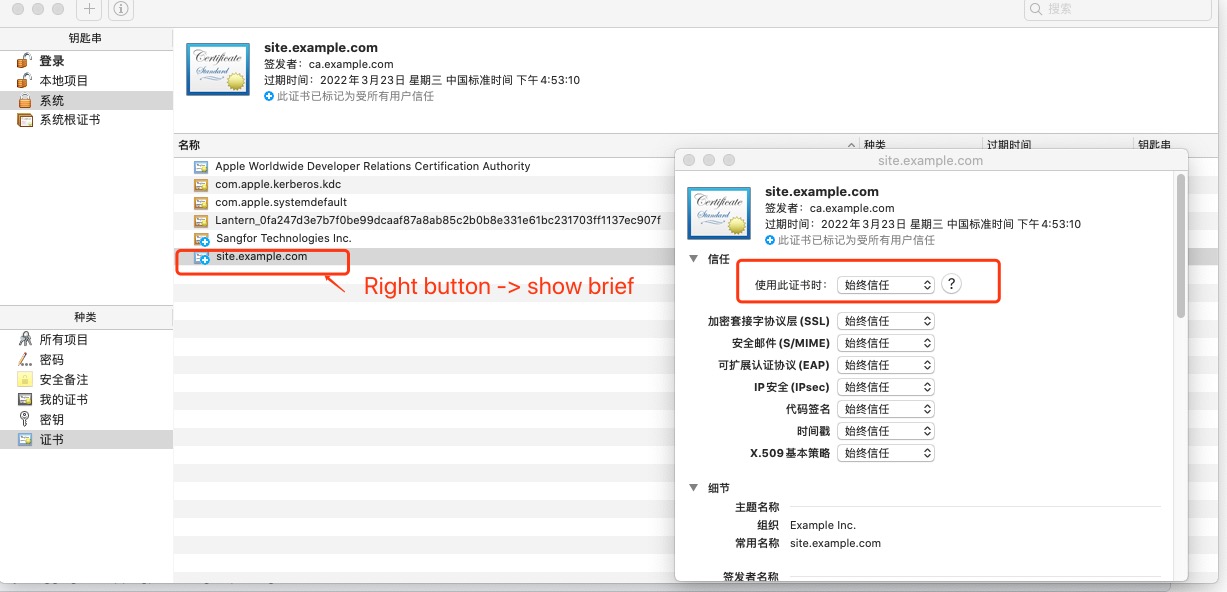 搜索
钥匙串
登录
本地项目
系统
系统根证书
Certificate
Standard
site.example.com
签发者：ca.example.com
过期时间：2022年3月23日 星期三 中国标准时间 下午4:53:10
此证书已标记为受所有用户信任
名称
种类
过期时间
钥匙串
Apple Worldwide Developer Relations Certification Authority
com.apple.kerberos.kdc
com.apple.systemdefault
Lantern_0fa247d3e7b7f0be99dcaaf87a8ab85c2b0b8e331e61bc231703ff1137ec907f
Sangfor Technologies Inc.
site.example.com
Right button -> show brief
种类
所有项目
密码
安全备注
我的证书
密钥
证书
site.example.com
Certificate
Standard
site.example.com
签发者：ca.example.com
过期时间：2022年3月23日 星期三 中国标准时间 下午4:53:10
此证书已标记为受所有用户信任
信任
使用此证书时： 始终信任 ?
加密套接字协议层 (SSL) 始终信任
安全邮件 (S/MIME) 始终信任
可扩展认证协议 (EAP) 始终信任
IP 安全 (IPsec) 始终信任
代码签名 始终信任
时间戳 始终信任
X.509 基本策略 始终信任
细节
主题名称
组织 Example Inc.
常用名称 site.example.com
签发者名称